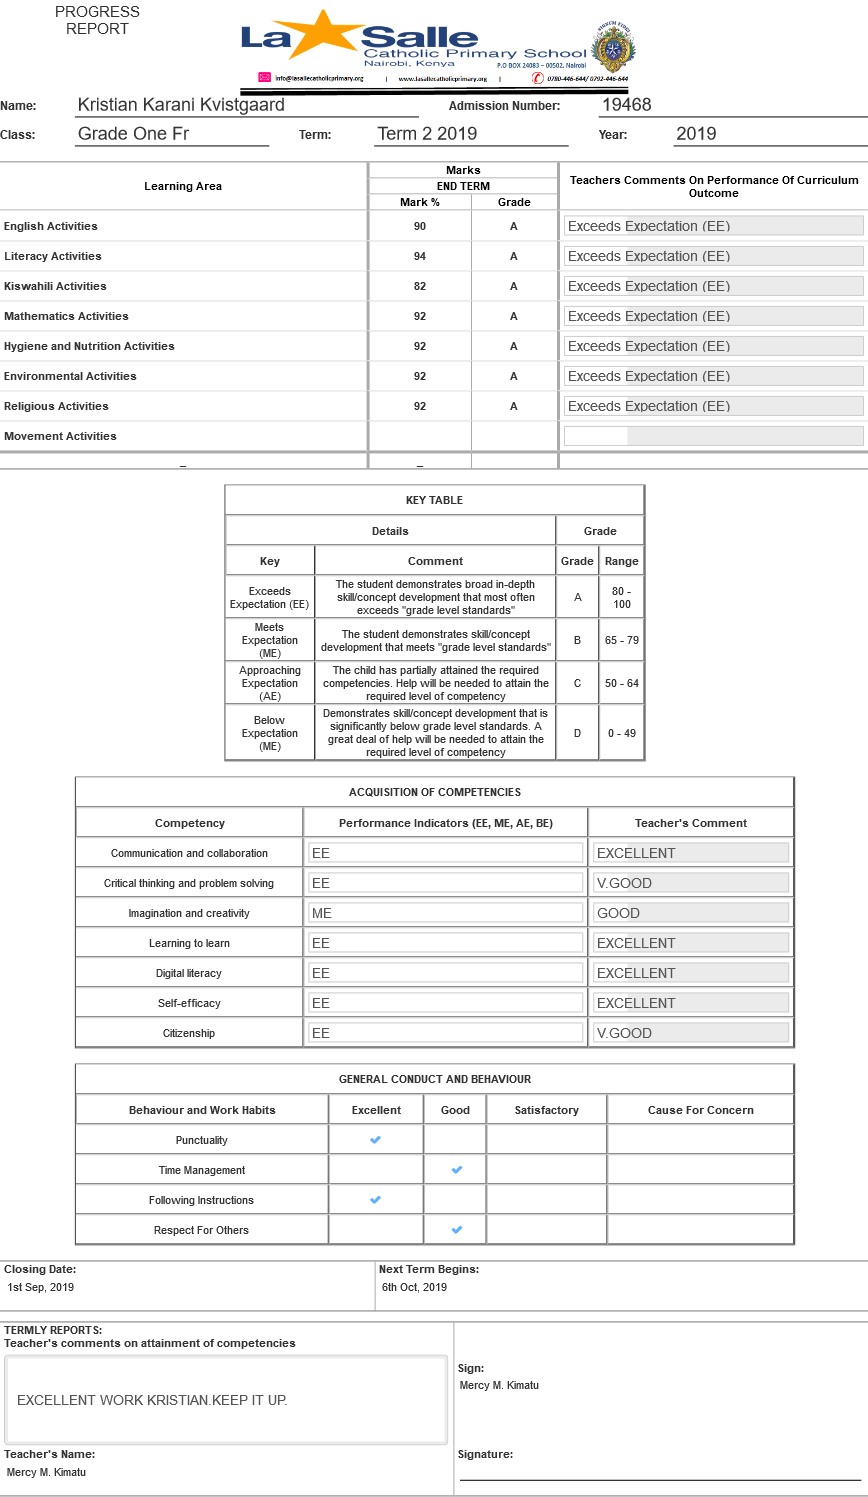 PROGRESS
REPORT
La Salle
Catholic Primary School
Nairobi, Kenya
P.O BOX 24083 – 00502, Nairobi
info@lasallecatholicprimary.org | www.lasallecatholicprimary.org | 0780-446-644/ 0792-446-644
Name: Kristian Karani Kvistgaard Admission Number: 19468
Class: Grade One Fr Term: Term 2 2019 Year: 2019
Learning Area Marks Teachers Comments On Performance Of Curriculum Outcome
END TERM
Mark % Grade
English Activities 90 A Exceeds Expectation (EE)
Literacy Activities 94 A Exceeds Expectation (EE)
Kiswahili Activities 82 A Exceeds Expectation (EE)
Mathematics Activities 92 A Exceeds Expectation (EE)
Hygiene and Nutrition Activities 92 A Exceeds Expectation (EE)
Environmental Activities 92 A Exceeds Expectation (EE)
Religious Activities 92 A Exceeds Expectation (EE)
Movement Activities
_ _
KEY TABLE
Details Grade
Key Comment Grade Range
Exceeds Expectation (EE) The student demonstrates broad in-depth skill/concept development that most often exceeds "grade level standards" A 80 - 100
Meets Expectation (ME) The student demonstrates skill/concept development that meets "grade level standards" B 65 - 79
Approaching Expectation (AE) The child has partially attained the required competencies. Help will be needed to attain the required level of competency C 50 - 64
Below Expectation (ME) Demonstrates skill/concept development that is significantly below grade level standards. A great deal of help will be needed to attain the required level of competency D 0 - 49
ACQUISITION OF COMPETENCIES
Competency Performance Indicators (EE, ME, AE, BE) Teacher's Comment
Communication and collaboration EE EXCELLENT
Critical thinking and problem solving EE V.GOOD
Imagination and creativity ME GOOD
Learning to learn EE EXCELLENT
Digital literacy EE EXCELLENT
Self-efficacy EE EXCELLENT
Citizenship EE V.GOOD
GENERAL CONDUCT AND BEHAVIOUR
Behaviour and Work Habits Excellent Good Satisfactory Cause For Concern
Punctuality ✓
Time Management ✓
Following Instructions ✓
Respect For Others ✓
Closing Date: Next Term Begins:
1st Sep, 2019 6th Oct, 2019
TERMLY REPORTS:
Teacher's comments on attainment of competencies
EXCELLENT WORK KRISTIAN.KEEP IT UP.
Sign:
Mercy M. Kimatu
Teacher's Name: Signature:
Mercy M. Kimatu